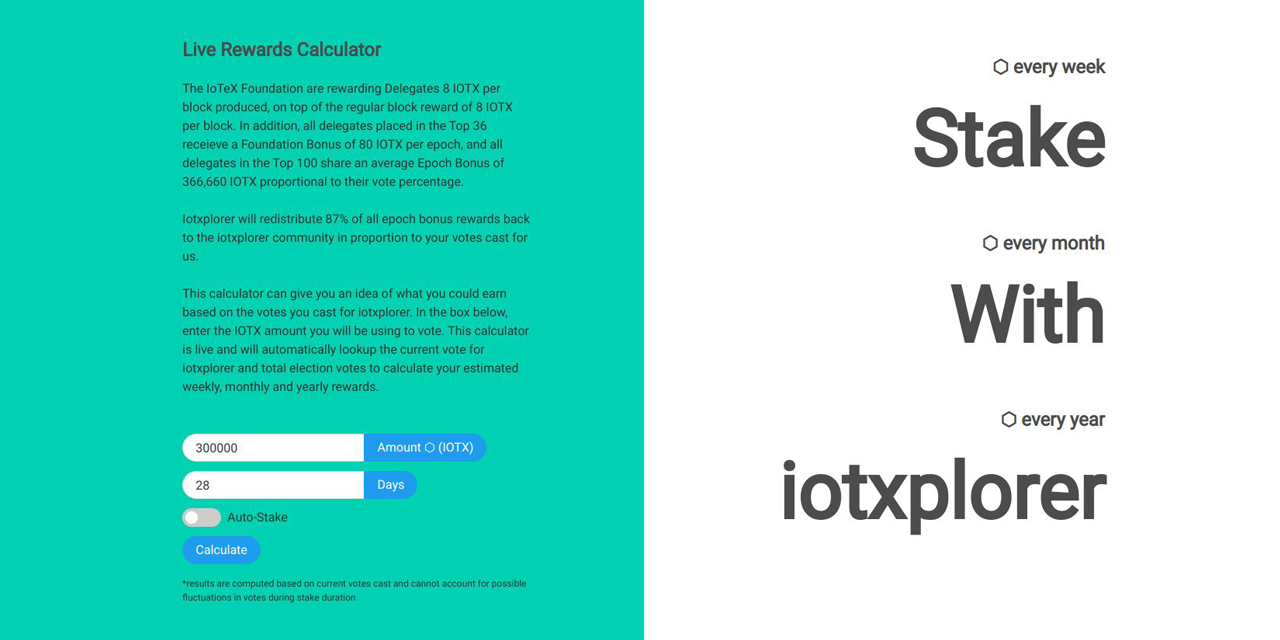 Live Rewards Calculator
The IoTeX Foundation are rewarding Delegates 8 IOTX per
block produced, on top of the regular block reward of 8 IOTX
per block. In addition, all delegates placed in the Top 36
receieve a Foundation Bonus of 80 IOTX per epoch, and all
delegates in the Top 100 share an average Epoch Bonus of
366,660 IOTX proportional to their vote percentage.
Iotxplorer will redistribute 87% of all epoch bonus rewards back
to the iotxplorer community in proportion to your votes cast for
us.
This calculator can give you an idea of what you could earn
based on the votes you cast for iotxplorer. In the box below,
enter the IOTX amount you will be using to vote. This calculator
is live and will automatically lookup the current vote for
iotxplorer and total election votes to calculate your estimated
weekly, monthly and yearly rewards.
300000 Amount ⬡ (IOTX)
28 Days
Auto-Stake
Calculate
*results are computed based on current votes cast and cannot account for possible
fluctuations in votes during stake duration
⬡ every week
Stake
⬡ every month
With
⬡ every year
iotxplorer